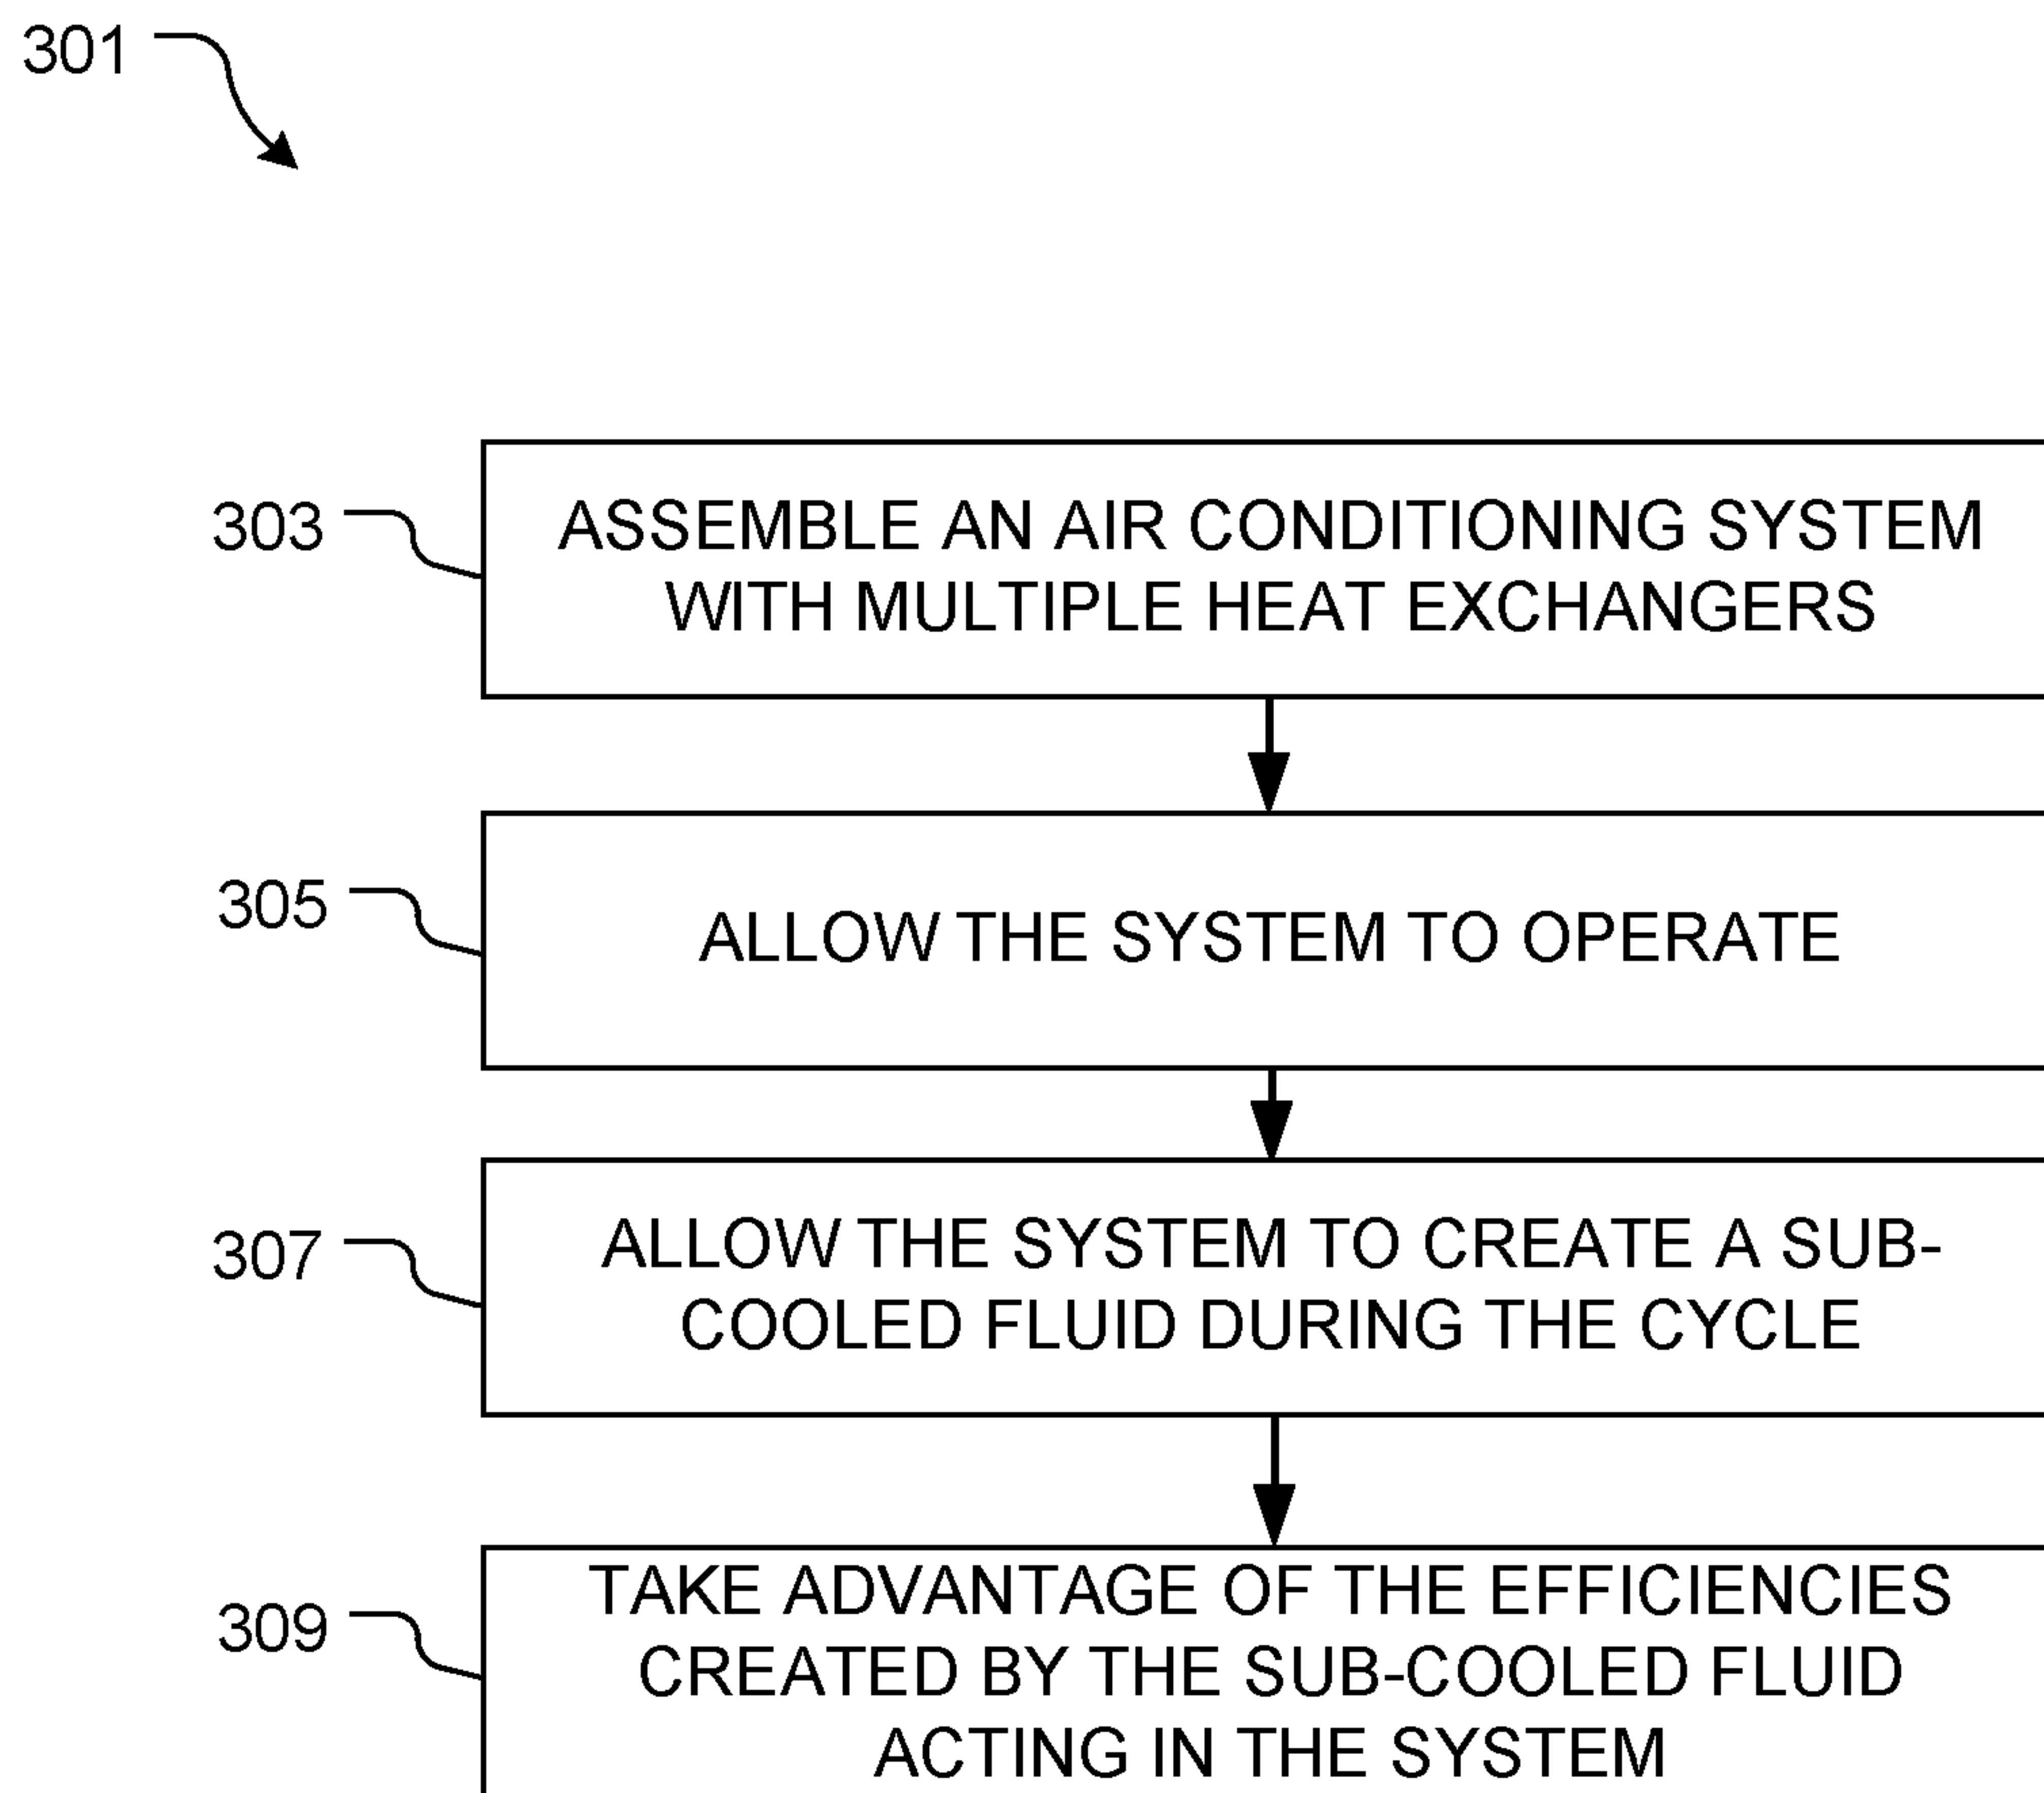 301
303
ASSEMBLE AN AIR CONDITIONING SYSTEM
WITH MULTIPLE HEAT EXCHANGERS
305
ALLOW THE SYSTEM TO OPERATE
307
ALLOW THE SYSTEM TO CREATE A SUB-
COOLED FLUID DURING THE CYCLE
309
TAKE ADVANTAGE OF THE EFFICIENCIES
CREATED BY THE SUB-COOLED FLUID
ACTING IN THE SYSTEM